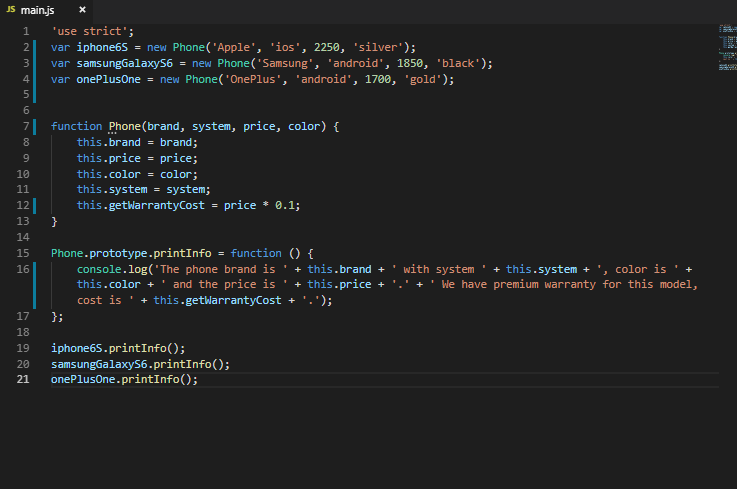 JS main.js ×
1 'use strict';
2 var iphone6S = new Phone('Apple', 'ios', 2250, 'silver');
3 var samsungGalaxyS6 = new Phone('Samsung', 'android', 1850, 'black');
4 var onePlusOne = new Phone('OnePlus', 'android', 1700, 'gold');
5
6
7 function Phone(brand, system, price, color) {
8 this.brand = brand;
9 this.price = price;
10 this.color = color;
11 this.system = system;
12 this.getWarrantyCost = price * 0.1;
13 }
14
15 Phone.prototype.printInfo = function () {
16 console.log('The phone brand is ' + this.brand + ' with system ' + this.system + ', color is ' +
this.color + ' and the price is ' + this.price + '.' + ' We have premium warranty for this model,
cost is ' + this.getWarrantyCost + '.');
17 };
18
19 iphone6S.printInfo();
20 samsungGalaxyS6.printInfo();
21 onePlusOne.printInfo();